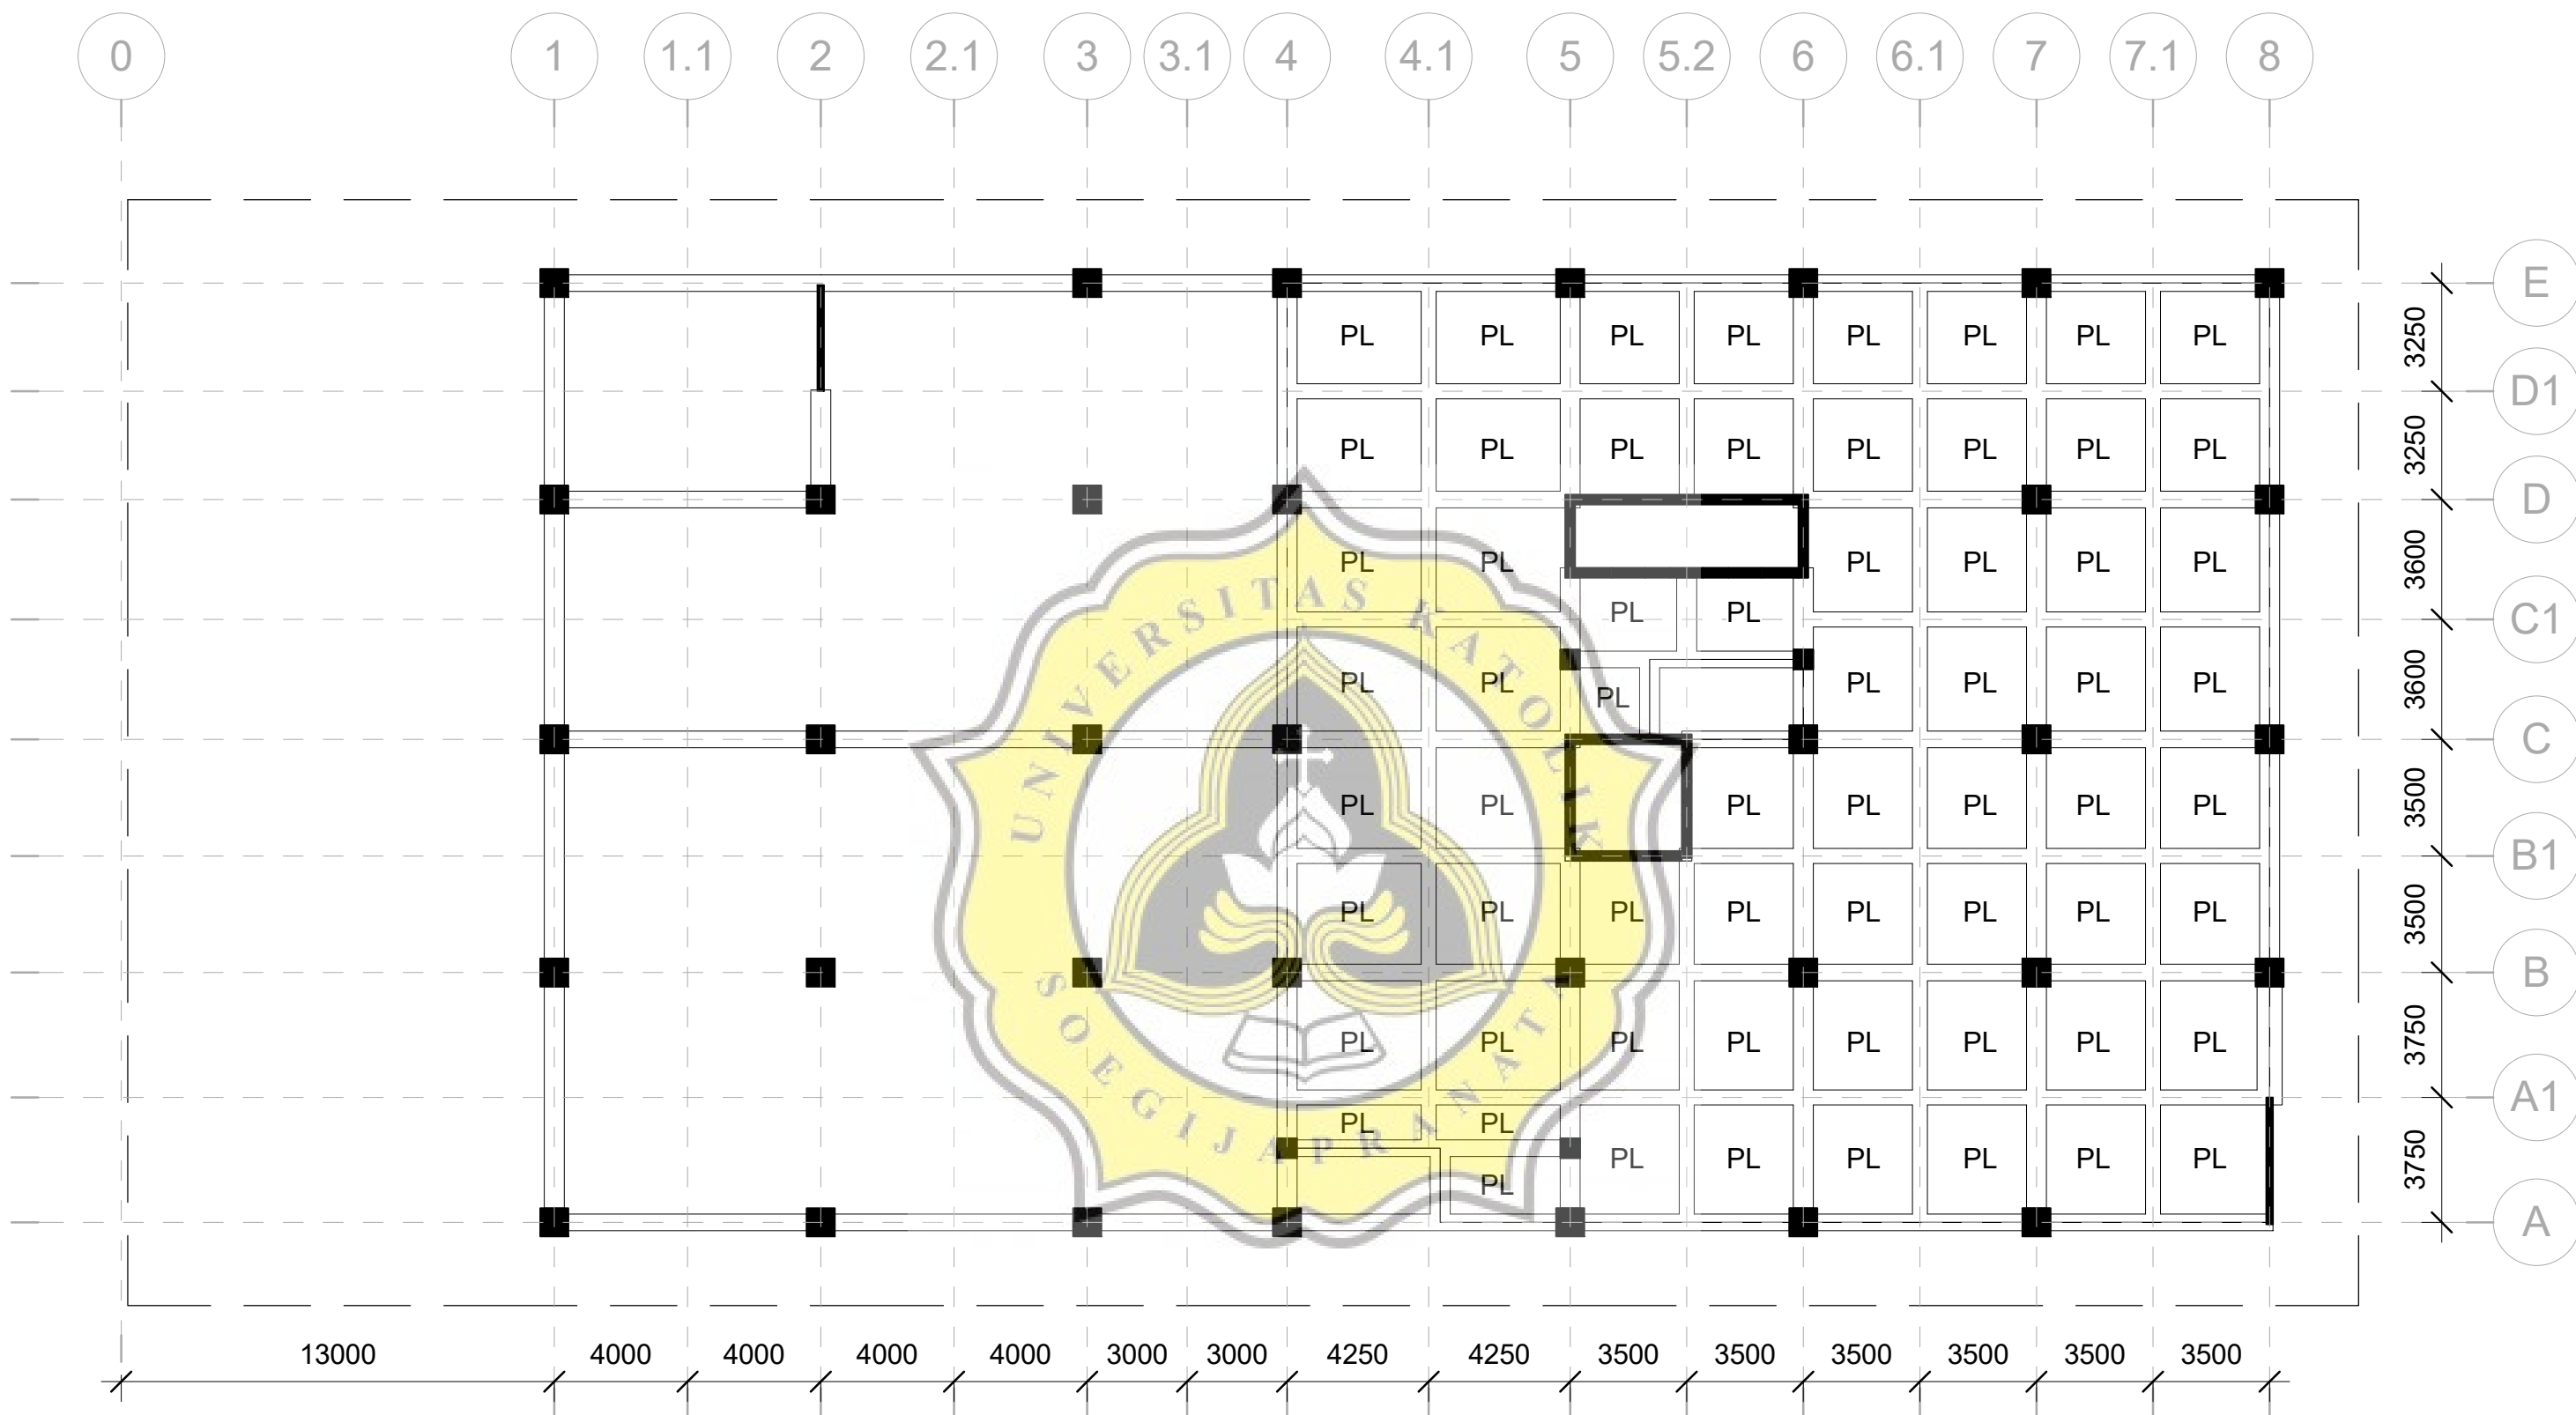 0 1 1.1 2 2.1 3 3.1 4 4.1 5 5.2 6 6.1 7 7.1 8
E
PL PL PL PL PL PL PL PL
3250
D1
PL PL PL PL PL PL PL PL
3250
D
PL PL PL PL PL PL
3600
PL PL
C1
PL PL PL PL PL PL
PL
3600
C
PL PL PL PL PL PL PL
3500
B1
PL PL PL PL PL PL PL PL
3500
B
PL PL PL PL PL PL PL PL
3750
A1
PL PL
PL PL PL PL PL PL
3750
PL
A
UNIVERSITAS KATOLIK
SOEGIJAPRANATA
13000 4000 4000 4000 4000 3000 3000 4250 4250 3500 3500 3500 3500 3500 3500